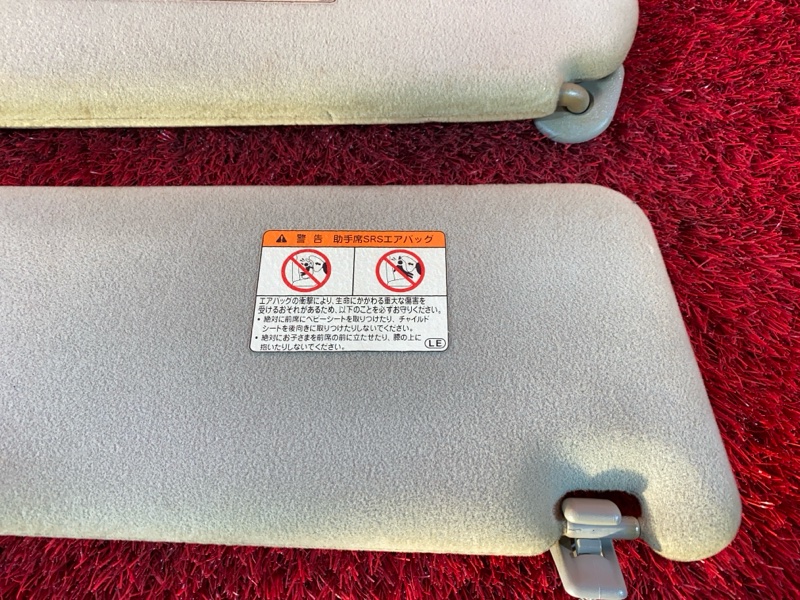 警告 助手席SRSエアバッグ
エアバッグの衝撃により、生命にかかわる重大な傷害を
受けるおそれがあるため、以下のことを必ずお守りください。
・絶対に前席にベビーシートを取りつけたり、チャイルド
シートを後向きに取りつけたりしないでください。
・絶対にお子さまを前席の前に立たせたり、膝の上に
抱いたりしないでください。
LE